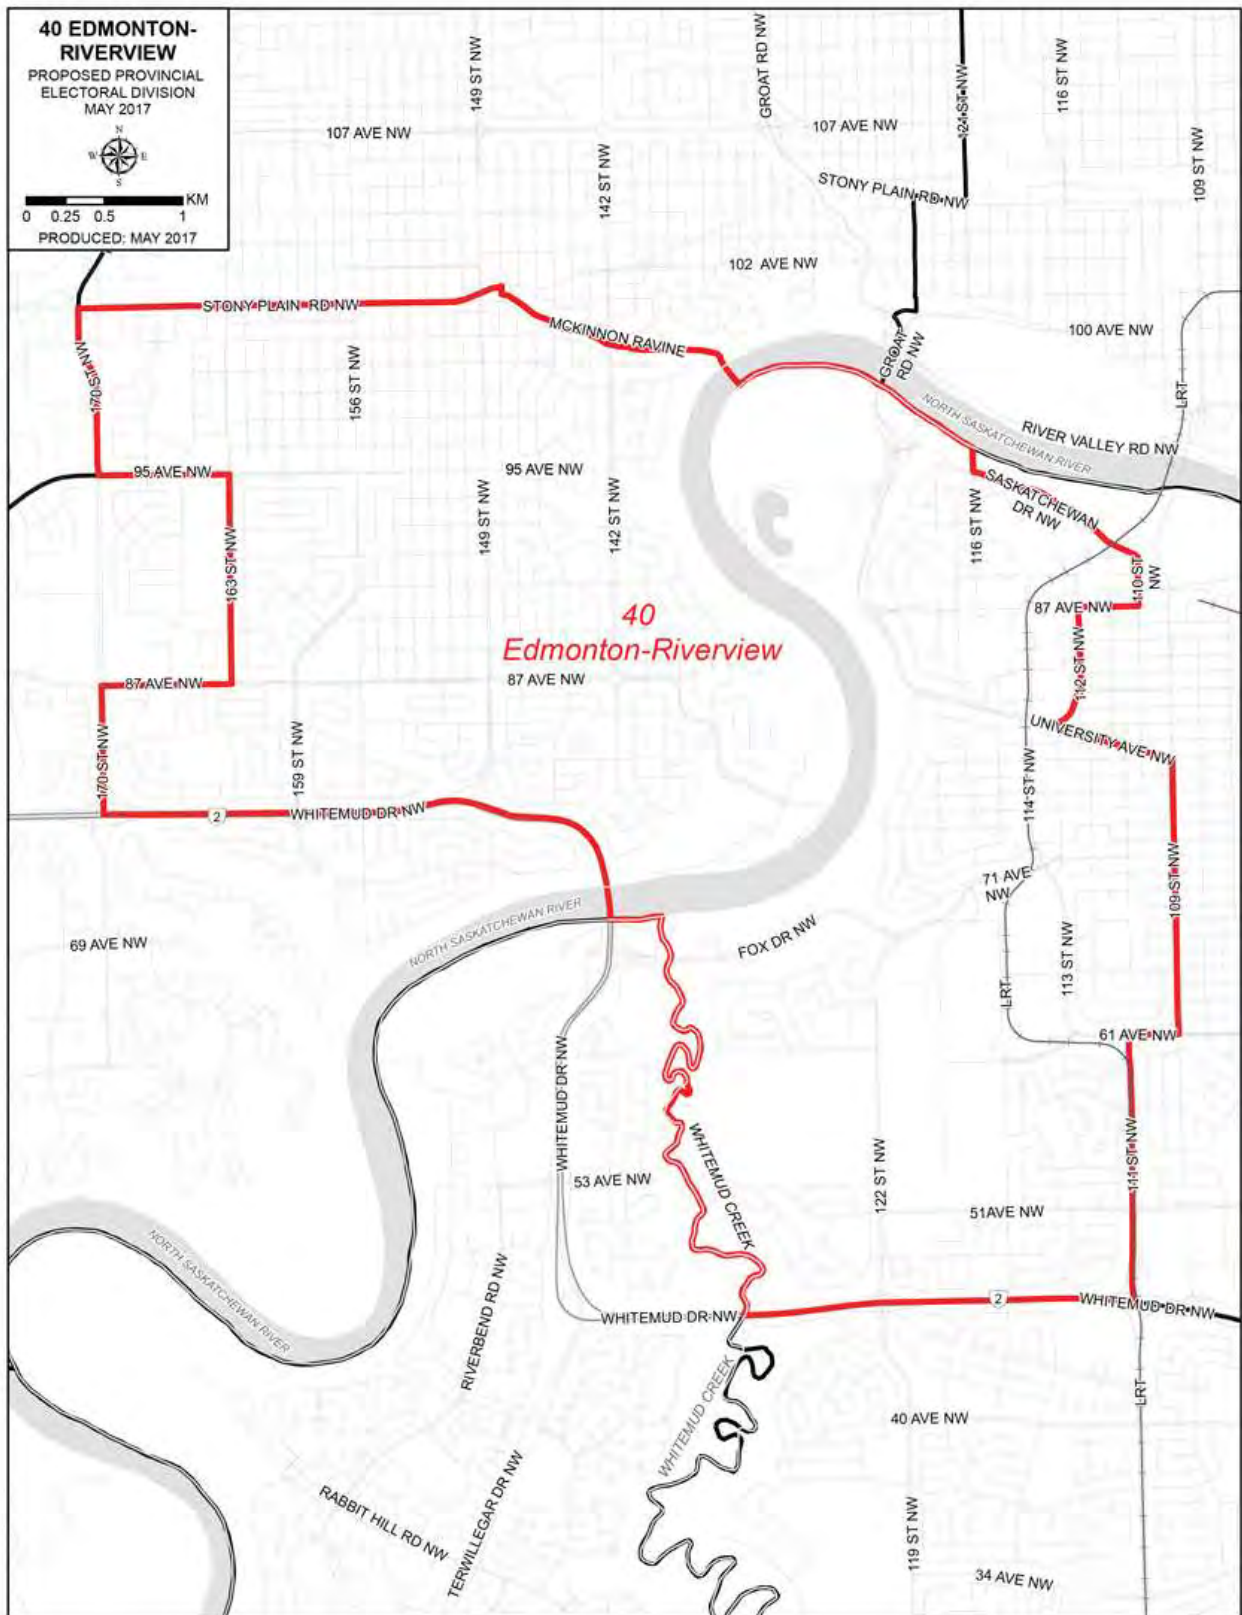 40 EDMONTON-
RIVERVIEW
PROPOSED PROVINCIAL
ELECTORAL DIVISION
MAY 2017
N
W E
S
KM
0 0.25 0.5 1
PRODUCED: MAY 2017
149 ST NW
GROAT RD NW
121 ST NW
116 ST NW
107 AVE NW
107 AVE NW
142 ST NW
109 ST NW
STONY PLAIN RD NW
102 AVE NW
STONY PLAIN RD NW
MCKINNON RAVINE
GROAT
RD NW
100 AVE NW
170 ST NW
156 ST NW
LRT
NORTH SASKATCHEWAN RIVER
RIVER VALLEY RD NW
95 AVE NW
95 AVE NW
149 ST NW
142 ST NW
116 ST NW
SASKATCHEWAN
DR NW
163 ST NW
110 ST
NW
87 AVE NW
40
Edmonton-Riverview
87 AVE NW
87 AVE NW
112 ST NW
UNIVERSITY AVE NW
170 ST NW
159 ST NW
114 ST NW
2
WHITEMUD DR NW
71 AVE
NW
109 ST NW
NORTH SASKATCHEWAN RIVER
69 AVE NW
FOX DR NW
113 ST NW
LRT
61 AVE NW
WHITEMUD DR NW
WHITEMUD CREEK
53 AVE NW
122 ST NW
111 ST NW
51AVE NW
NORTH SASKATCHEWAN RIVER
RIVERBEND RD NW
WHITEMUD DR NW
2
WHITEMUD DR NW
WHITEMUD CREEK
LRT
40 AVE NW
RABBIT HILL RD NW
TERWILLEGAR DR NW
119 ST NW
34 AVE NW